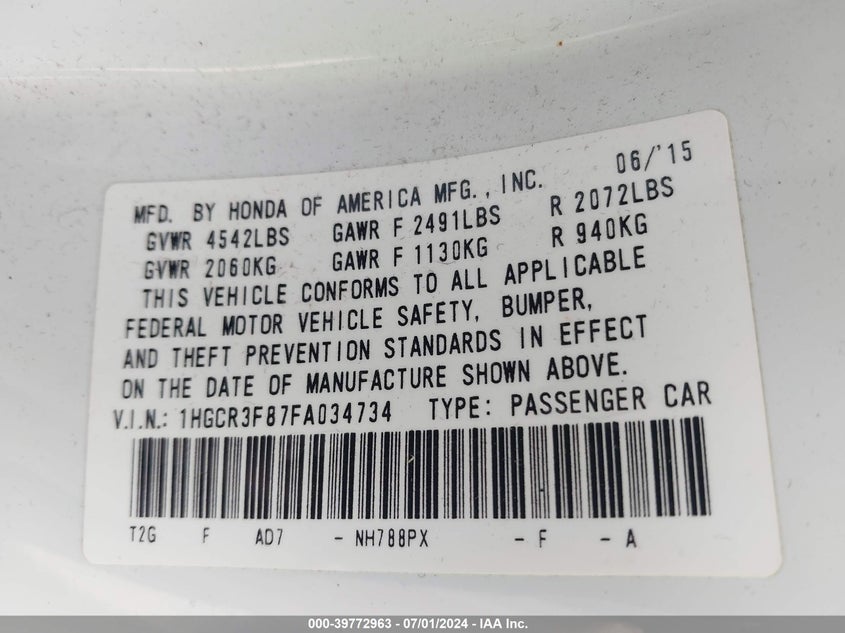 06/'15
MFD. BY HONDA OF AMERICA MFG., INC.
GVWR 4542LBS GAWR F 2491LBS R 2072LBS
GVWR 2060KG GAWR F 1130KG R 940KG
THIS VEHICLE CONFORMS TO ALL APPLICABLE
FEDERAL MOTOR VEHICLE SAFETY, BUMPER,
AND THEFT PREVENTION STANDARDS IN EFFECT
ON THE DATE OF MANUFACTURE SHOWN ABOVE.
V.I.N.: 1HGCR3F87FA034734 TYPE: PASSENGER CAR
T2G F AD7 - NH788PX - F - A
000-39772963 - 07/01/2024 - IAA Inc.